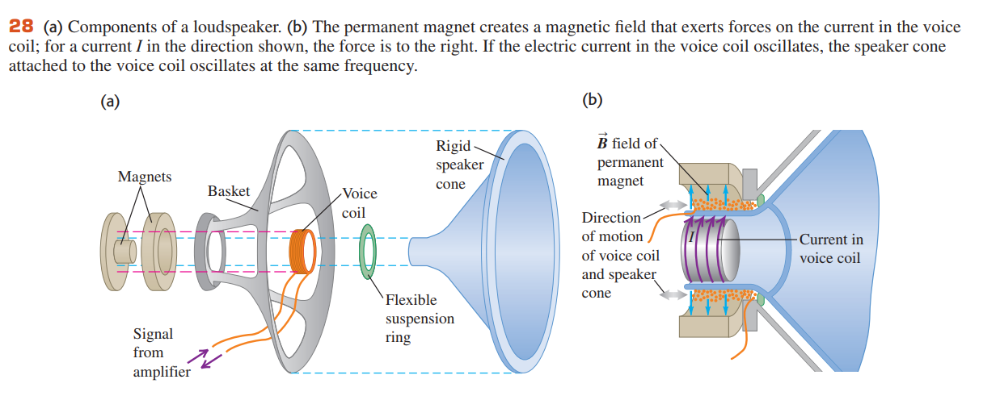 28 (a) Components of a loudspeaker. (b) The permanent magnet creates a magnetic field that exerts forces on the current in the voice
coil; for a current I in the direction shown, the force is to the right. If the electric current in the voice coil oscillates, the speaker cone
attached to the voice coil oscillates at the same frequency.
(a)
Magnets
Basket
Voice
coil
Rigid
speaker
cone
Flexible
suspension
ring
Signal
from
amplifier
(b)
B⃗ field of
permanent
magnet
Direction
of motion
of voice coil
and speaker
cone
I
Current in
voice coil